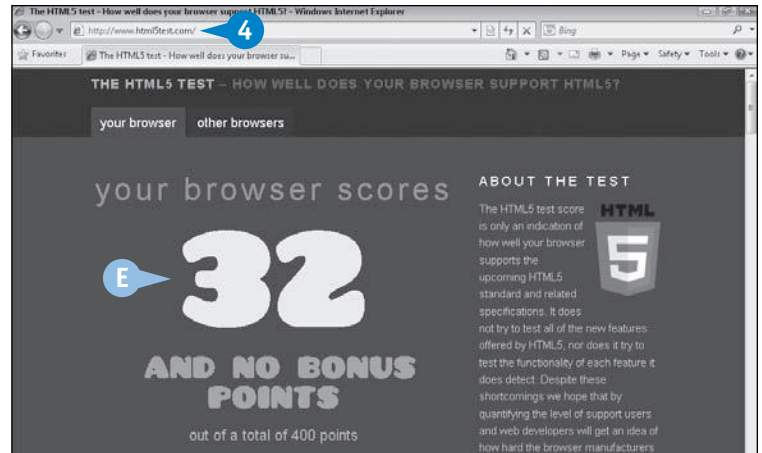 The HTML5 test - How well does your browser support HTML5? - Windows Internet Explorer
http://www.html5test.com/
4
Bing
Favorites
The HTML5 test - How well does your browser su...
Page
Safety
Tools
THE HTML5 TEST – HOW WELL DOES YOUR BROWSER SUPPORT HTML5?
your browser other browsers
your browser scores
E
32
AND NO BONUS
POINTS
out of a total of 400 points
ABOUT THE TEST
HTML
5
The HTML5 test score
is only an indication of
how well your browser
supports the
upcoming HTML5
standard and related
specifications. It does
not try to test all of the new features
offered by HTML5, nor does it try to
test the functionality of each feature it
does detect. Despite these
shortcomings we hope that by
quantifying the level of support users
and web developers will get an idea of
how hard the browser manufacturers